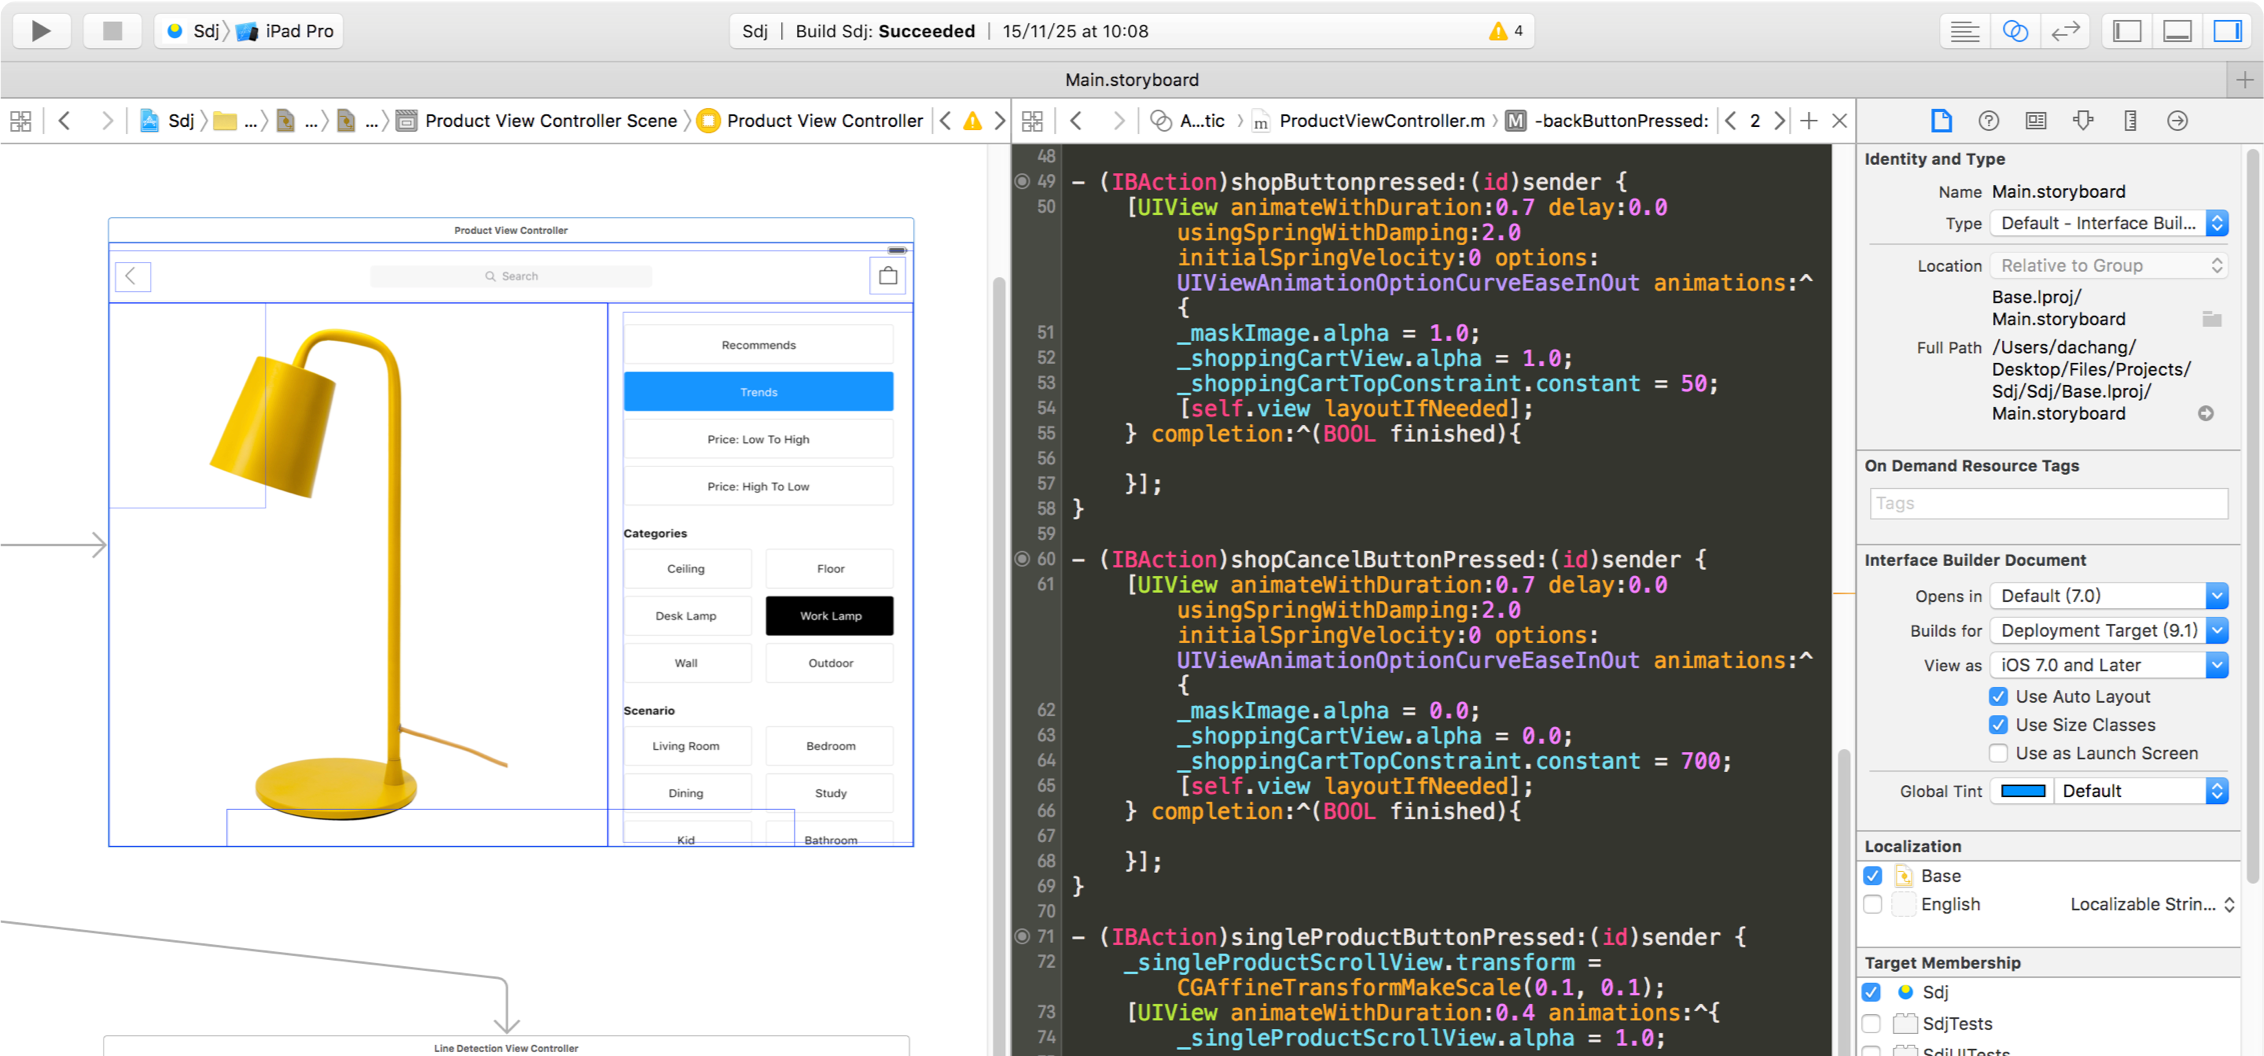 Sdj
iPad Pro
Sdj | Build Sdj: Succeeded | 15/11/25 at 10:08
4
Main.storyboard
Sdj
...
...
...
Product View Controller Scene
Product View Controller
A...tic
m
ProductViewController.m
M
-backButtonPressed:
2
Product View Controller
Search
Recommends
Trends
Price: Low To High
Price: High To Low
Categories
Ceiling
Floor
Desk Lamp
Work Lamp
Wall
Outdoor
Scenario
Living Room
Bedroom
Dining
Study
Kid
Bathroom
Line Detection View Controller
48
49 - (IBAction)shopButtonpressed:(id)sender {
50 [UIView animateWithDuration:0.7 delay:0.0
usingSpringWithDamping:2.0
initialSpringVelocity:0 options:
UIViewAnimationOptionCurveEaseInOut animations:^
{
51 _maskImage.alpha = 1.0;
52 _shoppingCartView.alpha = 1.0;
53 _shoppingCartTopConstraint.constant = 50;
54 [self.view layoutIfNeeded];
55 } completion:^(BOOL finished){
56
57 }];
58 }
59
60 - (IBAction)shopCancelButtonPressed:(id)sender {
61 [UIView animateWithDuration:0.7 delay:0.0
usingSpringWithDamping:2.0
initialSpringVelocity:0 options:
UIViewAnimationOptionCurveEaseInOut animations:^
{
62 _maskImage.alpha = 0.0;
63 _shoppingCartView.alpha = 0.0;
64 _shoppingCartTopConstraint.constant = 700;
65 [self.view layoutIfNeeded];
66 } completion:^(BOOL finished){
67
68 }];
69 }
70
71 - (IBAction)singleProductButtonPressed:(id)sender {
72 _singleProductScrollView.transform =
CGAffineTransformMakeScale(0.1, 0.1);
73 [UIView animateWithDuration:0.4 animations:^{
74 _singleProductScrollView.alpha = 1.0;
Identity and Type
Name Main.storyboard
Type Default - Interface Buil...
Location Relative to Group
Base.lproj/
Main.storyboard
Full Path /Users/dachang/
Desktop/Files/Projects/
Sdj/Sdj/Base.lproj/
Main.storyboard
On Demand Resource Tags
Tags
Interface Builder Document
Opens in Default (7.0)
Builds for Deployment Target (9.1)
View as iOS 7.0 and Later
Use Auto Layout
Use Size Classes
Use as Launch Screen
Global Tint Default
Localization
Base
English Localizable Strin...
Target Membership
Sdj
SdjTests
SdjUITests